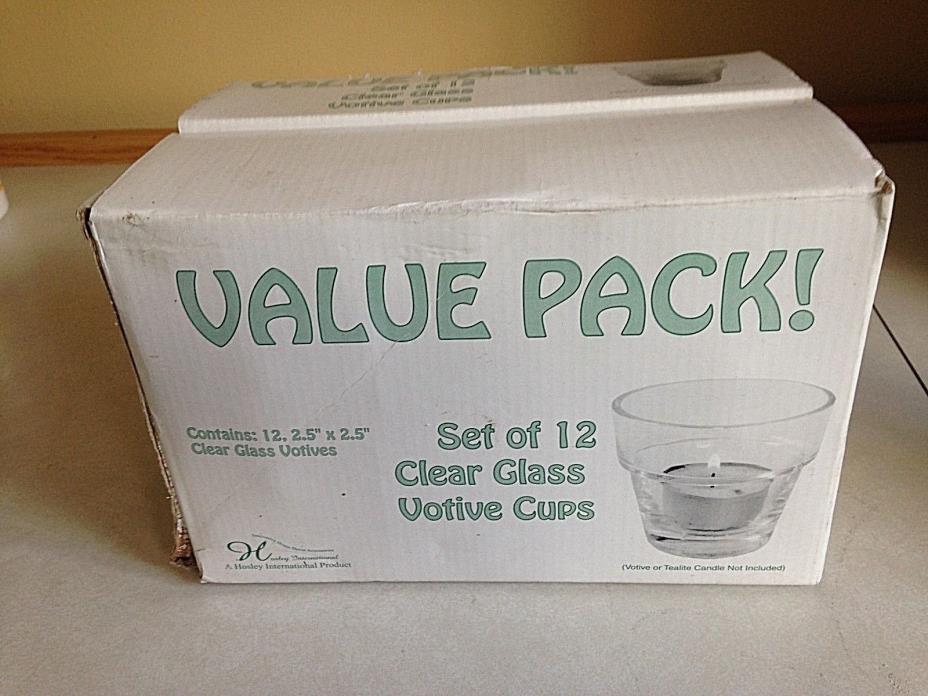 VALUE PACK!
Set of 12
Clear Glass
Votive Cups
VALUE PACK!
Contains: 12, 2.5" x 2.5"
Clear Glass Votives
Set of 12
Clear Glass
Votive Cups
Hosley International
A Hosley International Product
(Votive or Tealite Candle Not Included)